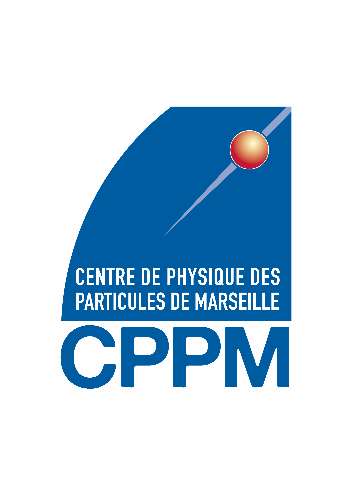 CENTRE DE PHYSIQUE DES
PARTICULES DE MARSEILLE
CPPM